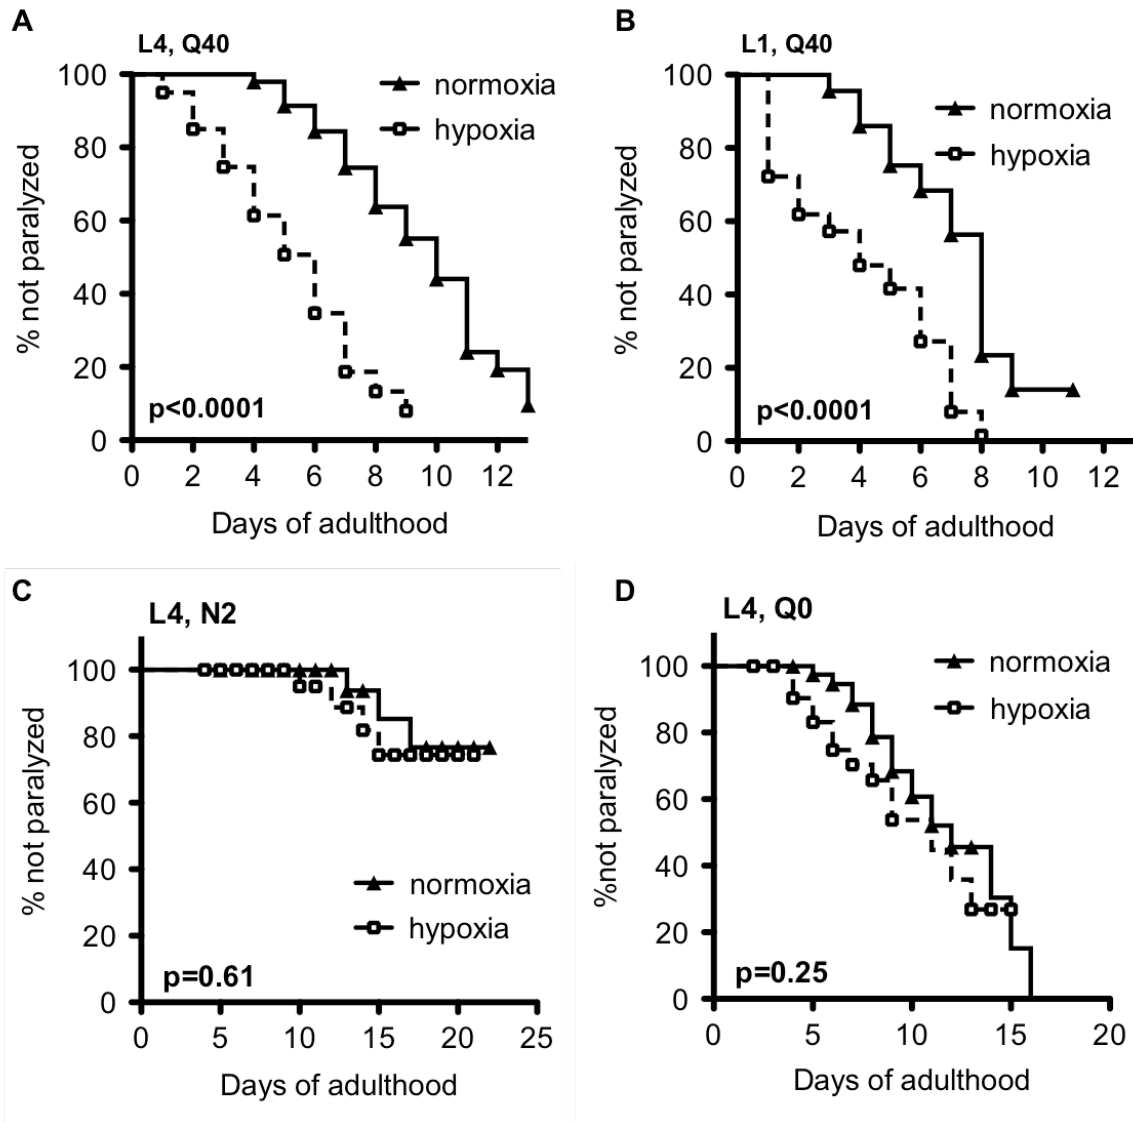 A
L4, Q40
100
80
60
40
20
0
% not paralyzed
normoxia
hypoxia
p<0.0001
0 2 4 6 8 10 12
Days of adulthood
B
L1, Q40
100
80
60
40
20
0
% not paralyzed
normoxia
hypoxia
p<0.0001
0 2 4 6 8 10 12
Days of adulthood
C
L4, N2
100
80
60
40
20
0
% not paralyzed
normoxia
hypoxia
p=0.61
0 5 10 15 20 25
Days of adulthood
D
L4, Q0
100
80
60
40
20
0
%not paralyzed
normoxia
hypoxia
p=0.25
0 5 10 15 20
Days of adulthood